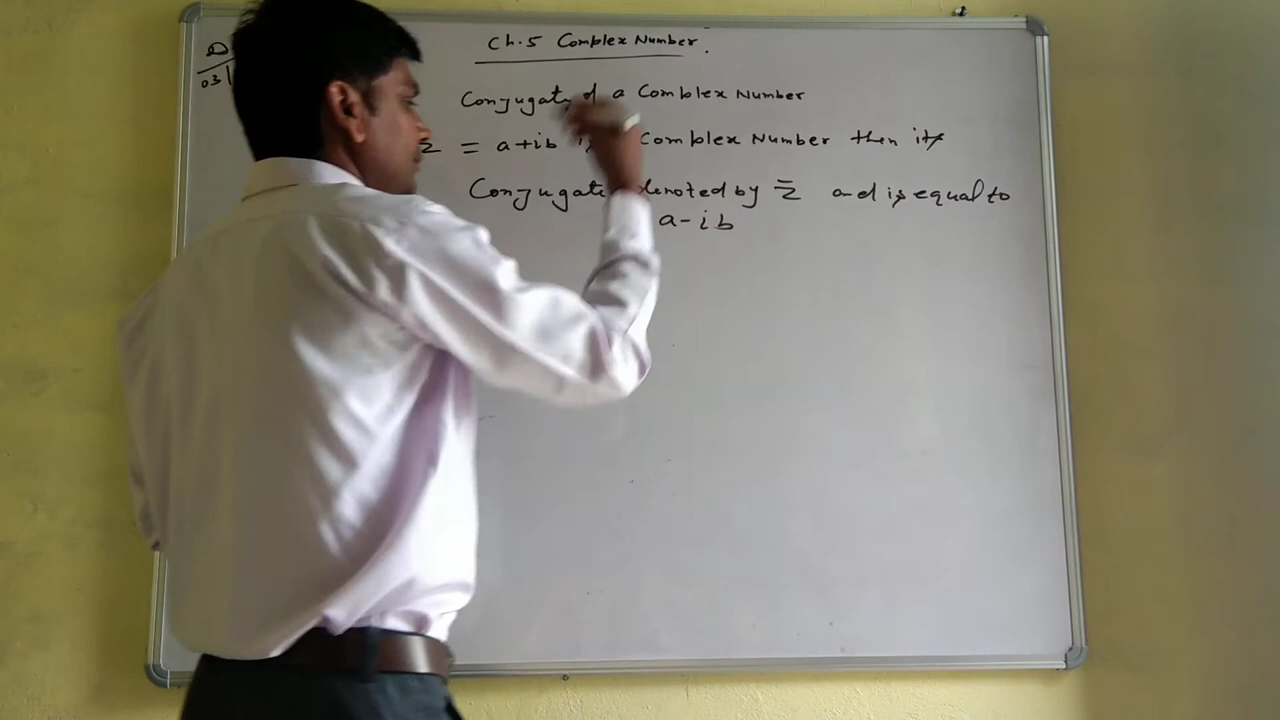 D
03|
Ch.5 Complex Number.
Conjugate of a Complex Number
z = a+ib is Complex Number then its
Conjugate denoted by z̄ and is equal to
a-ib